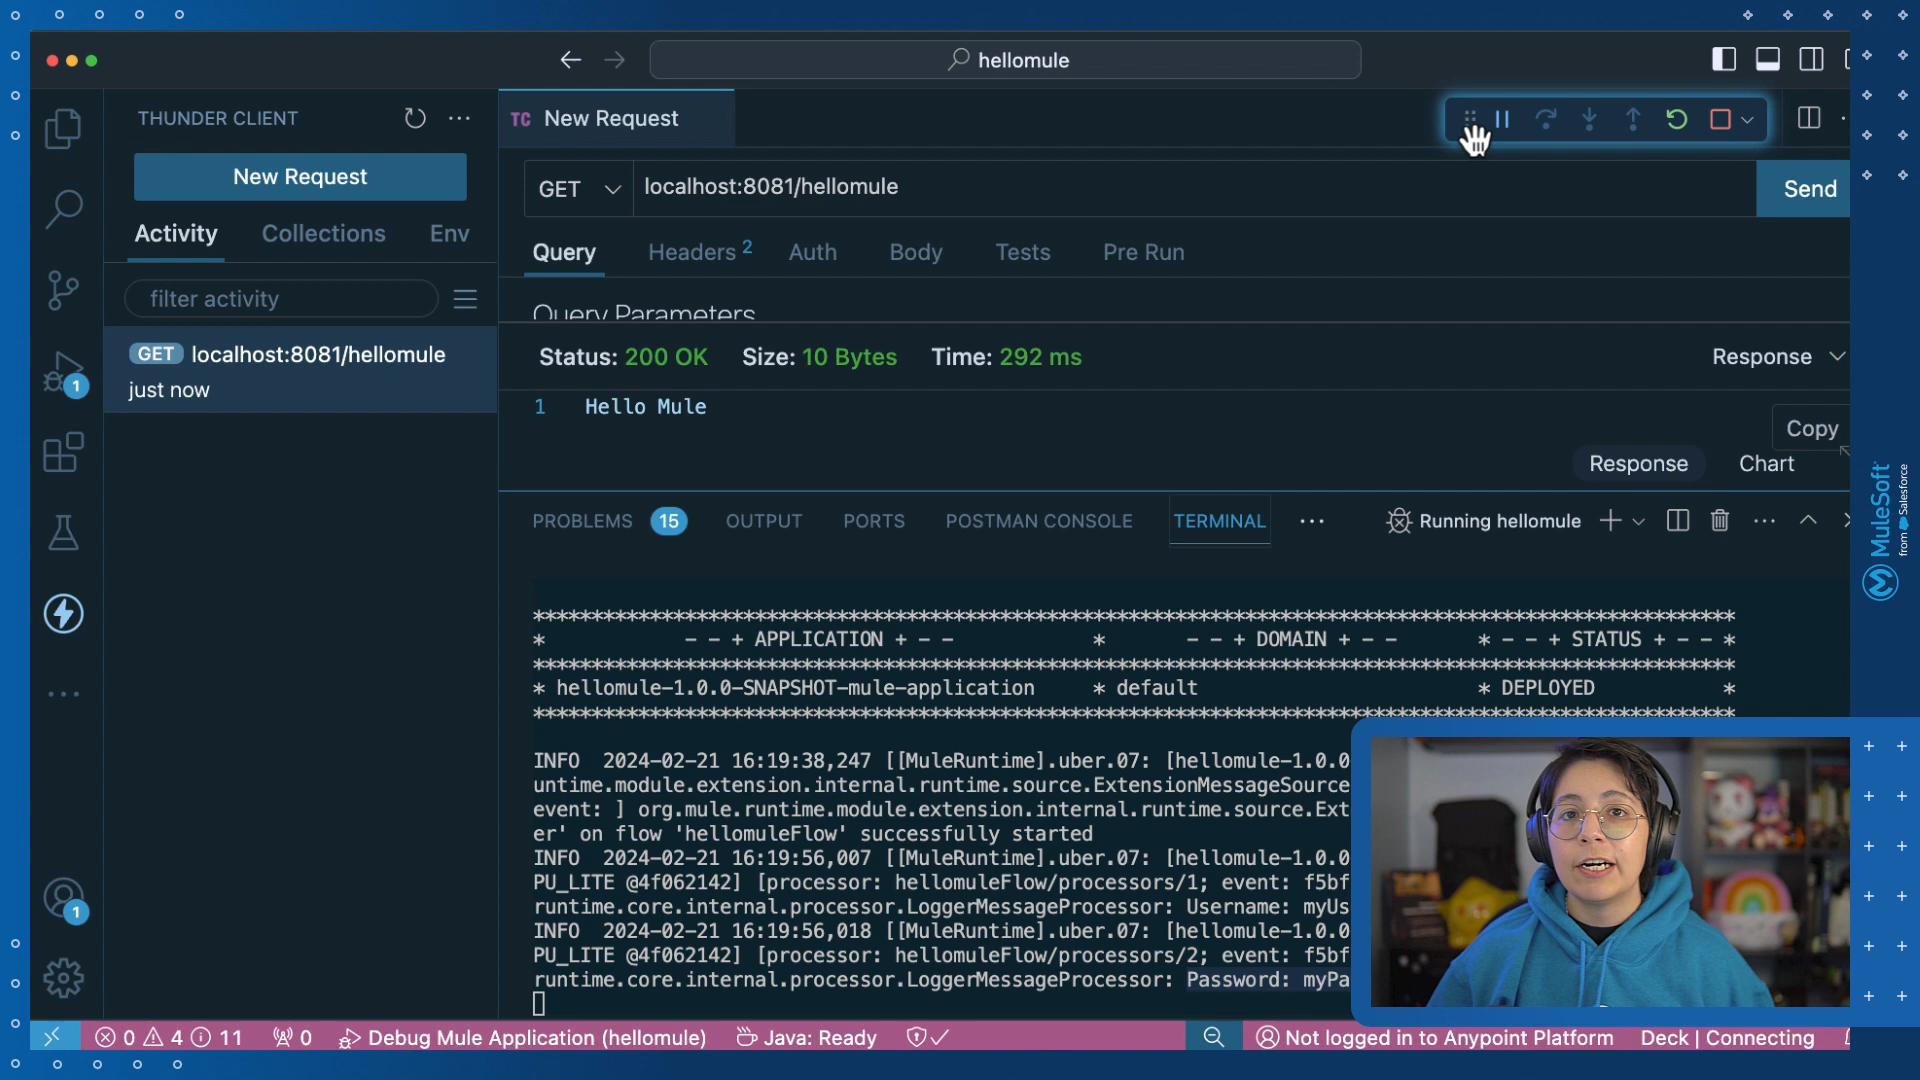 hellomule
THUNDER CLIENT
New Request
Activity
Collections
Env
filter activity
GET localhost:8081/hellomule
just now
1
1
TC New Request
GET
localhost:8081/hellomule
Send
Query
Headers 2
Auth
Body
Tests
Pre Run
Query Parameters
Status: 200 OK
Size: 10 Bytes
Time: 292 ms
Response
1 Hello Mule
Copy
Response
Chart
PROBLEMS 15
OUTPUT
PORTS
POSTMAN CONSOLE
TERMINAL
Running hellomule
* - - + APPLICATION + - - * - - + DOMAIN + - - * - - + STATUS + - - *
* hellomule-1.0.0-SNAPSHOT-mule-application * default * DEPLOYED *
INFO 2024-02-21 16:19:38,247 [[MuleRuntime].uber.07: [hellomule-1.0.0
untime.module.extension.internal.runtime.source.ExtensionMessageSource
event: ] org.mule.runtime.module.extension.internal.runtime.source.Ext
er' on flow 'hellomuleFlow' successfully started
INFO 2024-02-21 16:19:56,007 [[MuleRuntime].uber.07: [hellomule-1.0.0
PU_LITE @4f062142] [processor: hellomuleFlow/processors/1; event: f5bf
runtime.core.internal.processor.LoggerMessageProcessor: Username: myUs
INFO 2024-02-21 16:19:56,018 [[MuleRuntime].uber.07: [hellomule-1.0.0
PU_LITE @4f062142] [processor: hellomuleFlow/processors/2; event: f5bf
runtime.core.internal.processor.LoggerMessageProcessor: Password: myPa
0 4 11
0
Debug Mule Application (hellomule)
Java: Ready
Not logged in to Anypoint Platform
Deck | Connecting
MuleSoft
from Salesforce